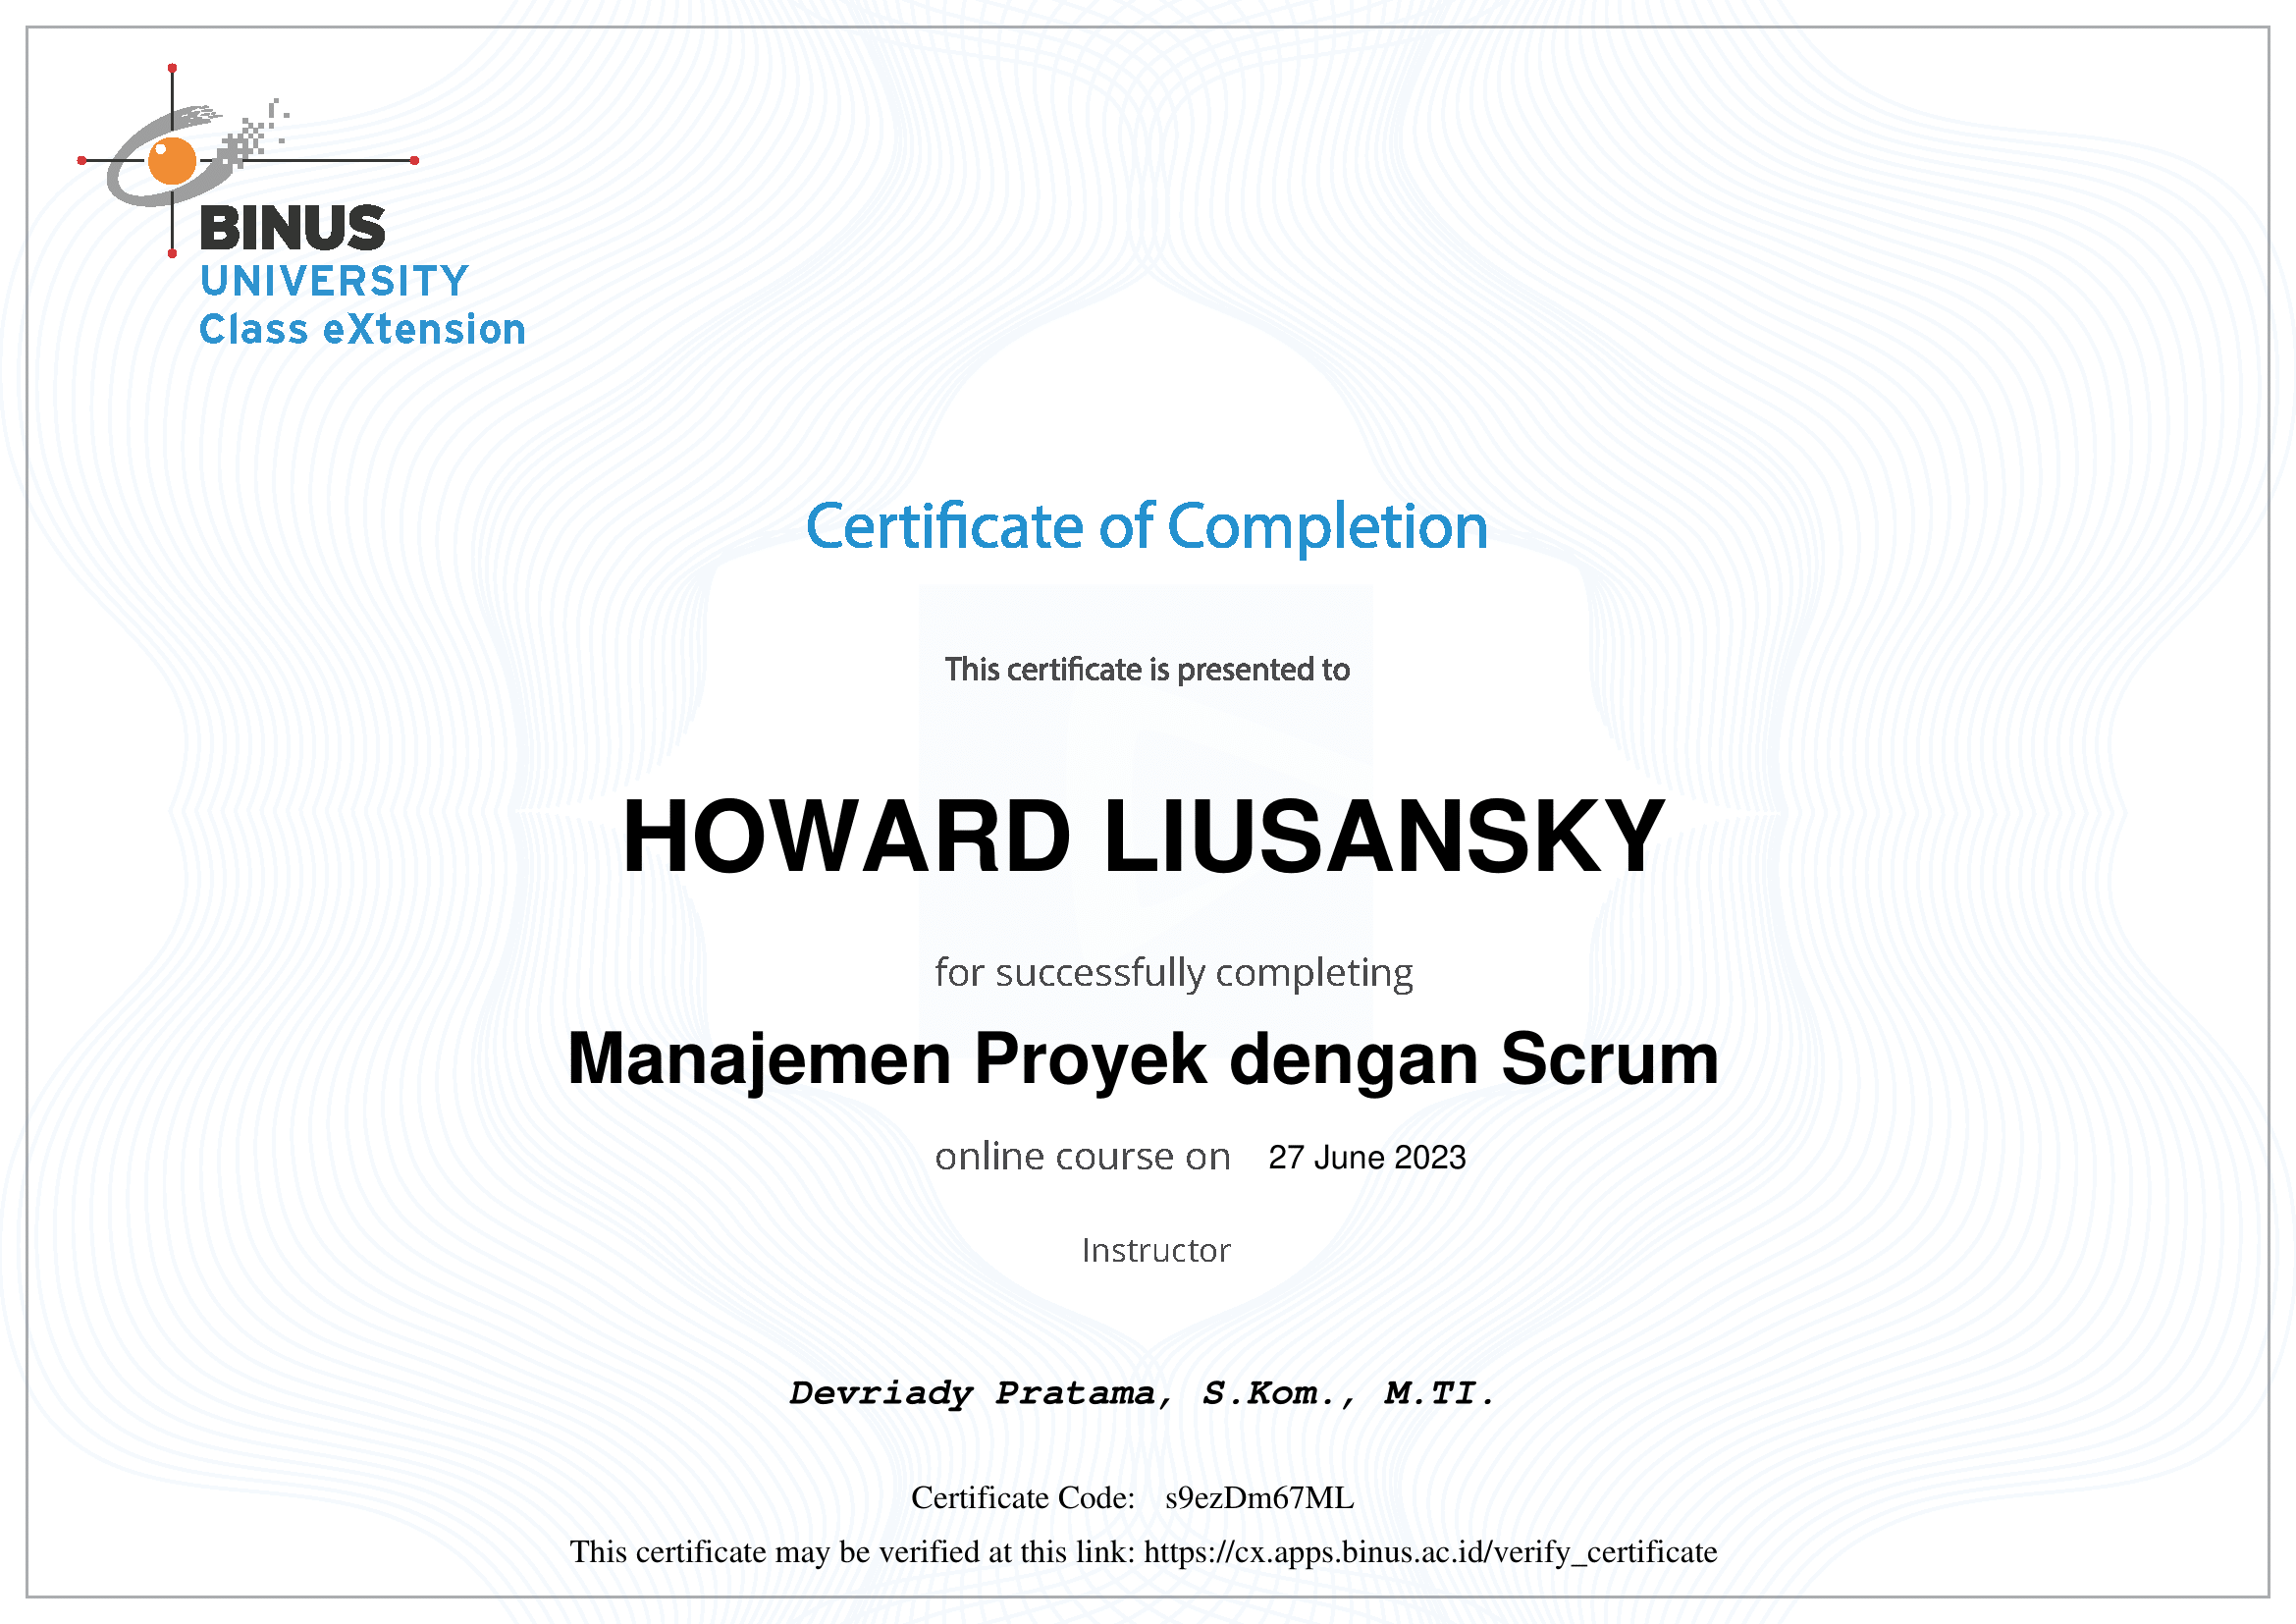 BINUS
UNIVERSITY
Class eXtension
Certificate of Completion
This certificate is presented to
HOWARD LIUSANSKY
for successfully completing
Manajemen Proyek dengan Scrum
online course on 27 June 2023
Instructor
Devriady Pratama, S.Kom., M.TI.
Certificate Code: s9ezDm67ML
This certificate may be verified at this link: https://cx.apps.binus.ac.id/verify_certificate